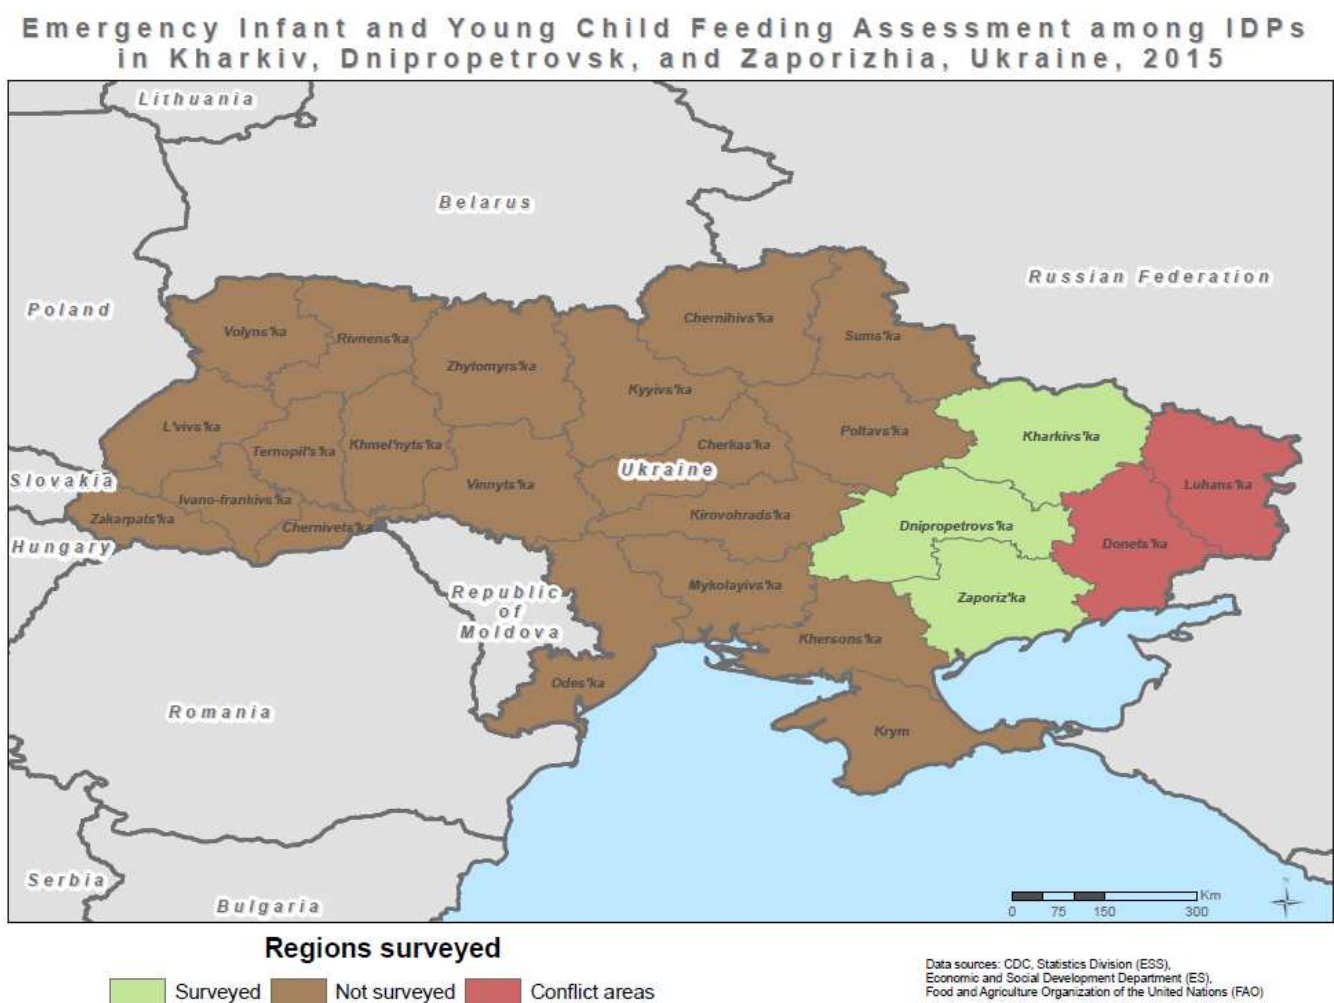 Emergency Infant and Young Child Feeding Assessment among IDPs
in Kharkiv, Dnipropetrovsk, and Zaporizhia, Ukraine, 2015
Lithuania
Belarus
Russian Federation
Poland
Volyns'ka
Rivnens'ka
Chernihivs'ka
Sums'ka
Zhytomyrs'ka
Kyyivs'ka
L'vivs'ka
Ternopil's'ka
Khmel'nyts'ka
Cherkas'ka
Poltavs'ka
Kharkivs'ka
Slovakia
Ukraine
Vinnyts'ka
Luhans'ka
Ivano-frankivs'ka
Zakarpats'ka
Chernivets'ka
Kirovohrads'ka
Dnipropetrovs'ka
Donets'ka
Hungary
Republic
of
Moldova
Mykolayivs'ka
Zaporiz'ka
Khersons'ka
Odes'ka
Romania
Krym
Serbia
Bulgaria
Km
0 75 150 300
N
Regions surveyed
Surveyed Not surveyed Conflict areas
Data sources: CDC, Statistics Division (ESS),
Economic and Social Development Department (ES),
Food and Agriculture Organization of the United Nations (FAO)